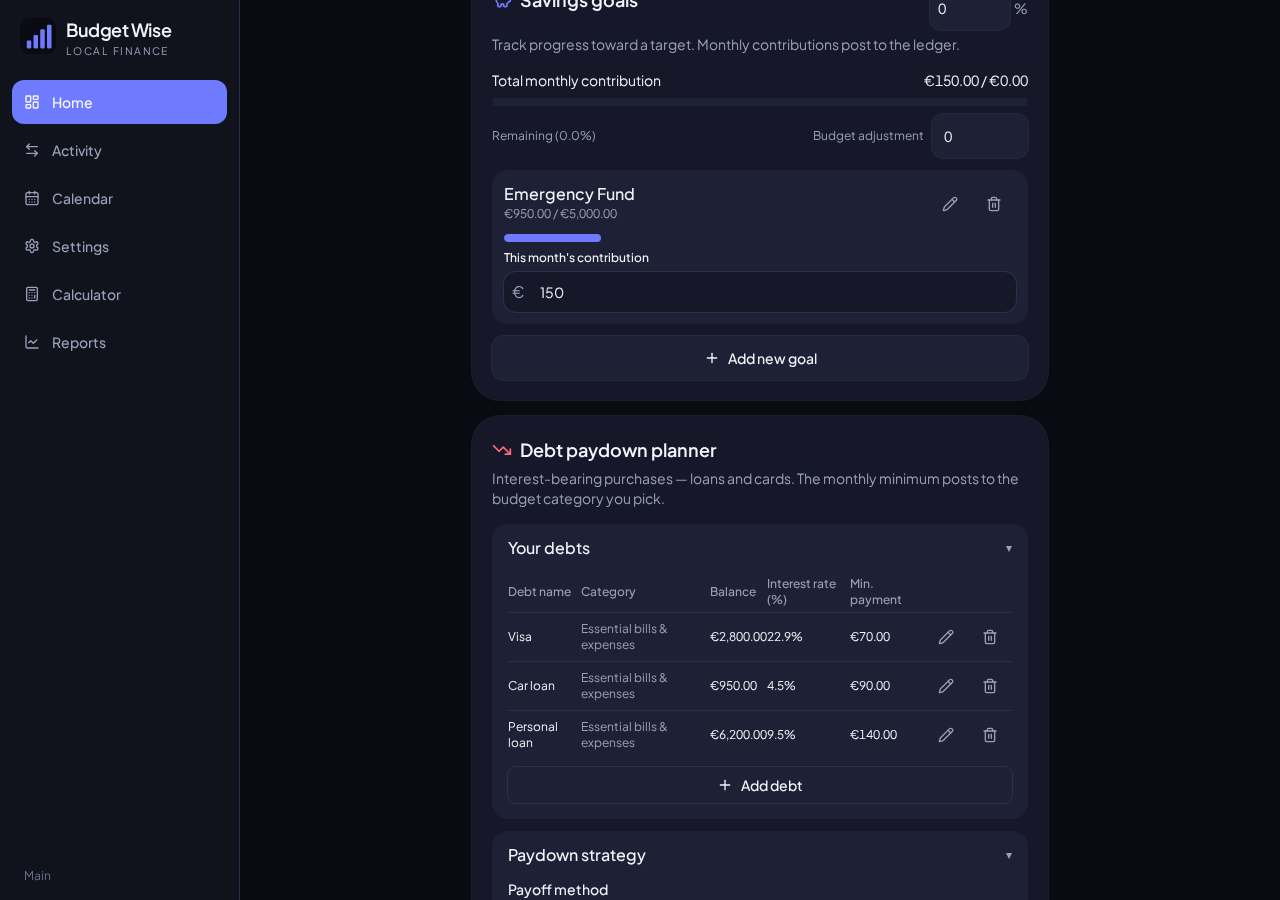 BudgetWise
LOCAL FINANCE
Home
Activity
Calendar
Settings
Calculator
Reports
Main
Savings goals
0 %
Track progress toward a target. Monthly contributions post to the ledger.
Total monthly contribution €150.00 / €0.00
Remaining (0.0%) Budget adjustment 0
Emergency Fund
€950.00 / €5,000.00
This month's contribution
€ 150
Add new goal
Debt paydown planner
Interest-bearing purchases — loans and cards. The monthly minimum posts to the
budget category you pick.
Your debts ▾
Debt name Category Balance Interest rate (%) Min. payment
Visa Essential bills & expenses €2,800.00 22.9% €70.00
Car loan Essential bills & expenses €950.00 4.5% €90.00
Personal loan Essential bills & expenses €6,200.00 9.5% €140.00
Add debt
Paydown strategy ▾
Payoff method